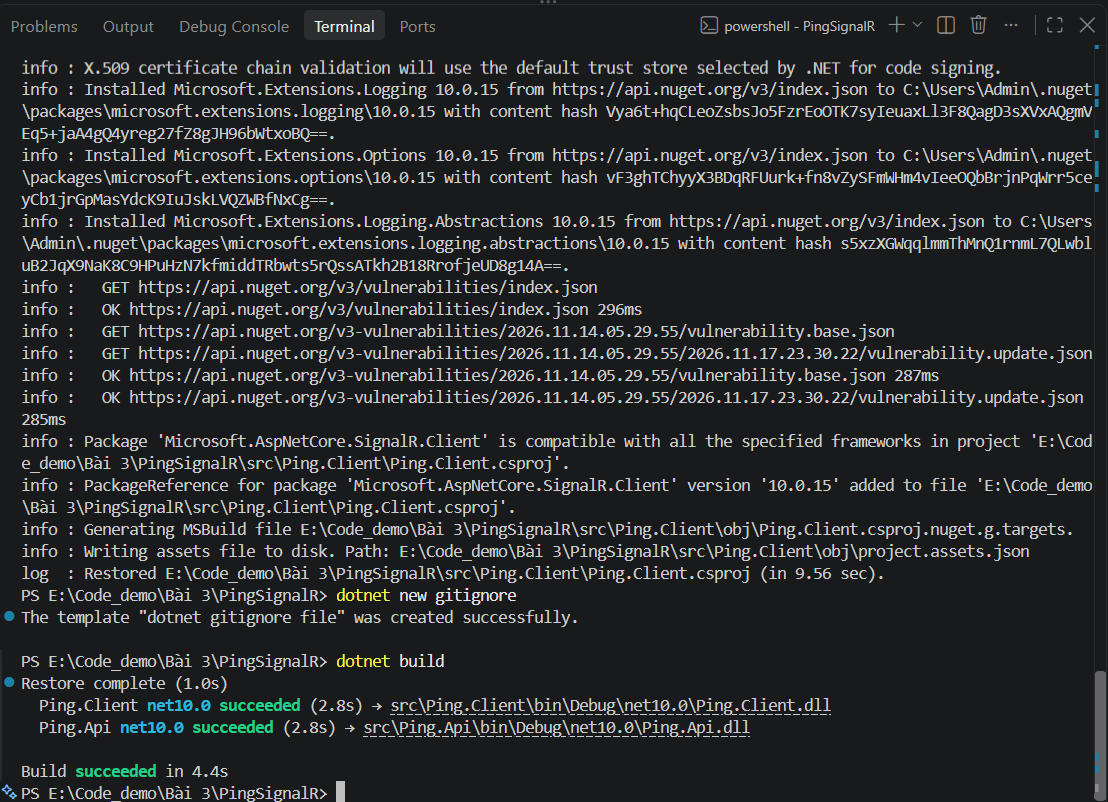 Problems Output Debug Console Terminal Ports powershell - PingSignalR
info : X.509 certificate chain validation will use the default trust store selected by .NET for code signing.
info : Installed Microsoft.Extensions.Logging 10.0.15 from https://api.nuget.org/v3/index.json to C:\Users\Admin\.nuget
\packages\microsoft.extensions.logging\10.0.15 with content hash Vya6t+hqCLeoZsbsJo5FzrEoOTK7syIeuaxLl3F8QagD3sXVxAQgmV
Eq5+jaA4gQ4yreg27fZ8gJH96bWtxoBQ==.
info : Installed Microsoft.Extensions.Options 10.0.15 from https://api.nuget.org/v3/index.json to C:\Users\Admin\.nuget
\packages\microsoft.extensions.options\10.0.15 with content hash vF3ghTChyyX3BDqRFUurk+fn8vZySFmWHm4vIeeOQbBrjnPqWrr5ce
yCb1jrGpMasYdcK9IuJskLVQZWBfNxCg==.
info : Installed Microsoft.Extensions.Logging.Abstractions 10.0.15 from https://api.nuget.org/v3/index.json to C:\Users
\Admin\.nuget\packages\microsoft.extensions.logging.abstractions\10.0.15 with content hash s5xzXGWqqlmmThMnQ1rnmL7QLwbl
uB2JqX9NaK8C9HPuHzN7kfmiddTRbwts5rQssATkh2B18RrofjeUD8g14A==.
info :   GET https://api.nuget.org/v3/vulnerabilities/index.json
info :   OK https://api.nuget.org/v3/vulnerabilities/index.json 296ms
info :   GET https://api.nuget.org/v3-vulnerabilities/2026.11.14.05.29.55/vulnerability.base.json
info :   GET https://api.nuget.org/v3-vulnerabilities/2026.11.14.05.29.55/2026.11.17.23.30.22/vulnerability.update.json
info :   OK https://api.nuget.org/v3-vulnerabilities/2026.11.14.05.29.55/vulnerability.base.json 287ms
info :   OK https://api.nuget.org/v3-vulnerabilities/2026.11.14.05.29.55/2026.11.17.23.30.22/vulnerability.update.json
285ms
info : Package 'Microsoft.AspNetCore.SignalR.Client' is compatible with all the specified frameworks in project 'E:\Cod
e_demo\Bài 3\PingSignalR\src\Ping.Client\Ping.Client.csproj'.
info : PackageReference for package 'Microsoft.AspNetCore.SignalR.Client' version '10.0.15' added to file 'E:\Code_demo
\Bài 3\PingSignalR\src\Ping.Client\Ping.Client.csproj'.
info : Generating MSBuild file E:\Code_demo\Bài 3\PingSignalR\src\Ping.Client\obj\Ping.Client.csproj.nuget.g.targets.
info : Writing assets file to disk. Path: E:\Code_demo\Bài 3\PingSignalR\src\Ping.Client\obj\project.assets.json
log  : Restored E:\Code_demo\Bài 3\PingSignalR\src\Ping.Client\Ping.Client.csproj (in 9.56 sec).
PS E:\Code_demo\Bài 3\PingSignalR> dotnet new gitignore
The template "dotnet gitignore file" was created successfully.
PS E:\Code_demo\Bài 3\PingSignalR> dotnet build
Restore complete (1.0s)
  Ping.Client net10.0 succeeded (2.8s) → src\Ping.Client\bin\Debug\net10.0\Ping.Client.dll
  Ping.Api net10.0 succeeded (2.8s) → src\Ping.Api\bin\Debug\net10.0\Ping.Api.dll
Build succeeded in 4.4s
PS E:\Code_demo\Bài 3\PingSignalR>